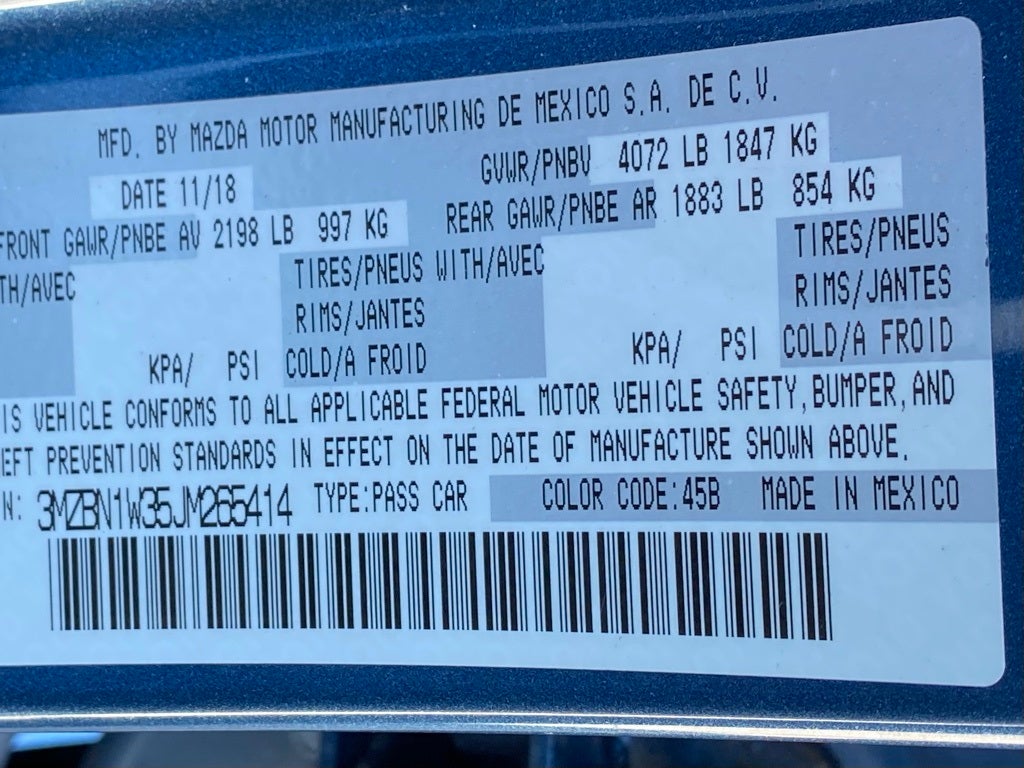 MFD. BY MAZDA MOTOR MANUFACTURING DE MEXICO S.A. DE C.V.
DATE 11/18 GVWR/PNBV 4072 LB 1847 KG
FRONT GAWR/PNBE AV 2198 LB 997 KG REAR GAWR/PNBE AR 1883 LB 854 KG
TH/AVEC TIRES/PNEUS WITH/AVEC TIRES/PNEUS
RIMS/JANTES RIMS/JANTES
KPA/ PSI COLD/A FROID KPA/ PSI COLD/A FROID
IS VEHICLE CONFORMS TO ALL APPLICABLE FEDERAL MOTOR VEHICLE SAFETY, BUMPER, AND
EFT PREVENTION STANDARDS IN EFFECT ON THE DATE OF MANUFACTURE SHOWN ABOVE.
N: 3MZBN1W35JM265414 TYPE:PASS CAR COLOR CODE:45B MADE IN MEXICO